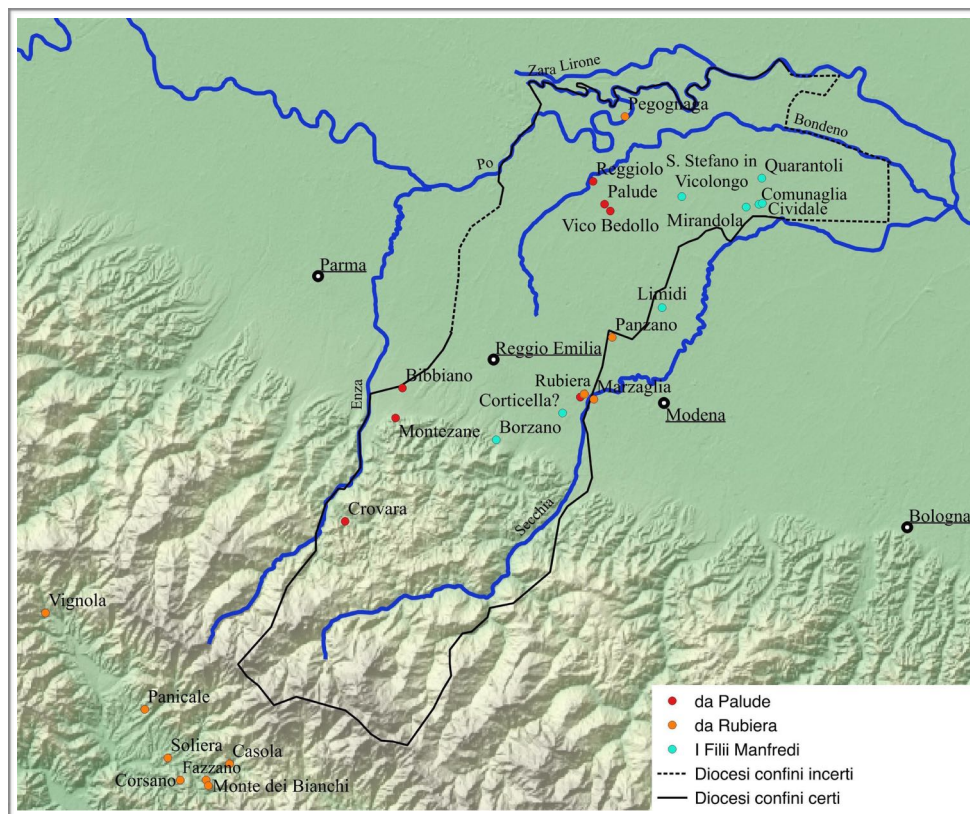 Zara Lirone
Pegognaga
Bondeno
Po
Reggiolo
S. Stefano in
Vicolongo
Quarantoli
Palude
Comunaglia
Cividale
Vico Bedollo
Mirandola
Parma
Limidi
Panzano
Reggio Emilia
Bibbiano
Enza
Rubiera
Marzaglia
Corticella?
Modena
Montezane
Borzano
Secchia
Crovara
Bologna
Vignola
Panicale
Soliera
Casola
Fazzano
Corsano
Monte dei Bianchi
da Palude
da Rubiera
I Filii Manfredi
Diocesi confini incerti
Diocesi confini certi